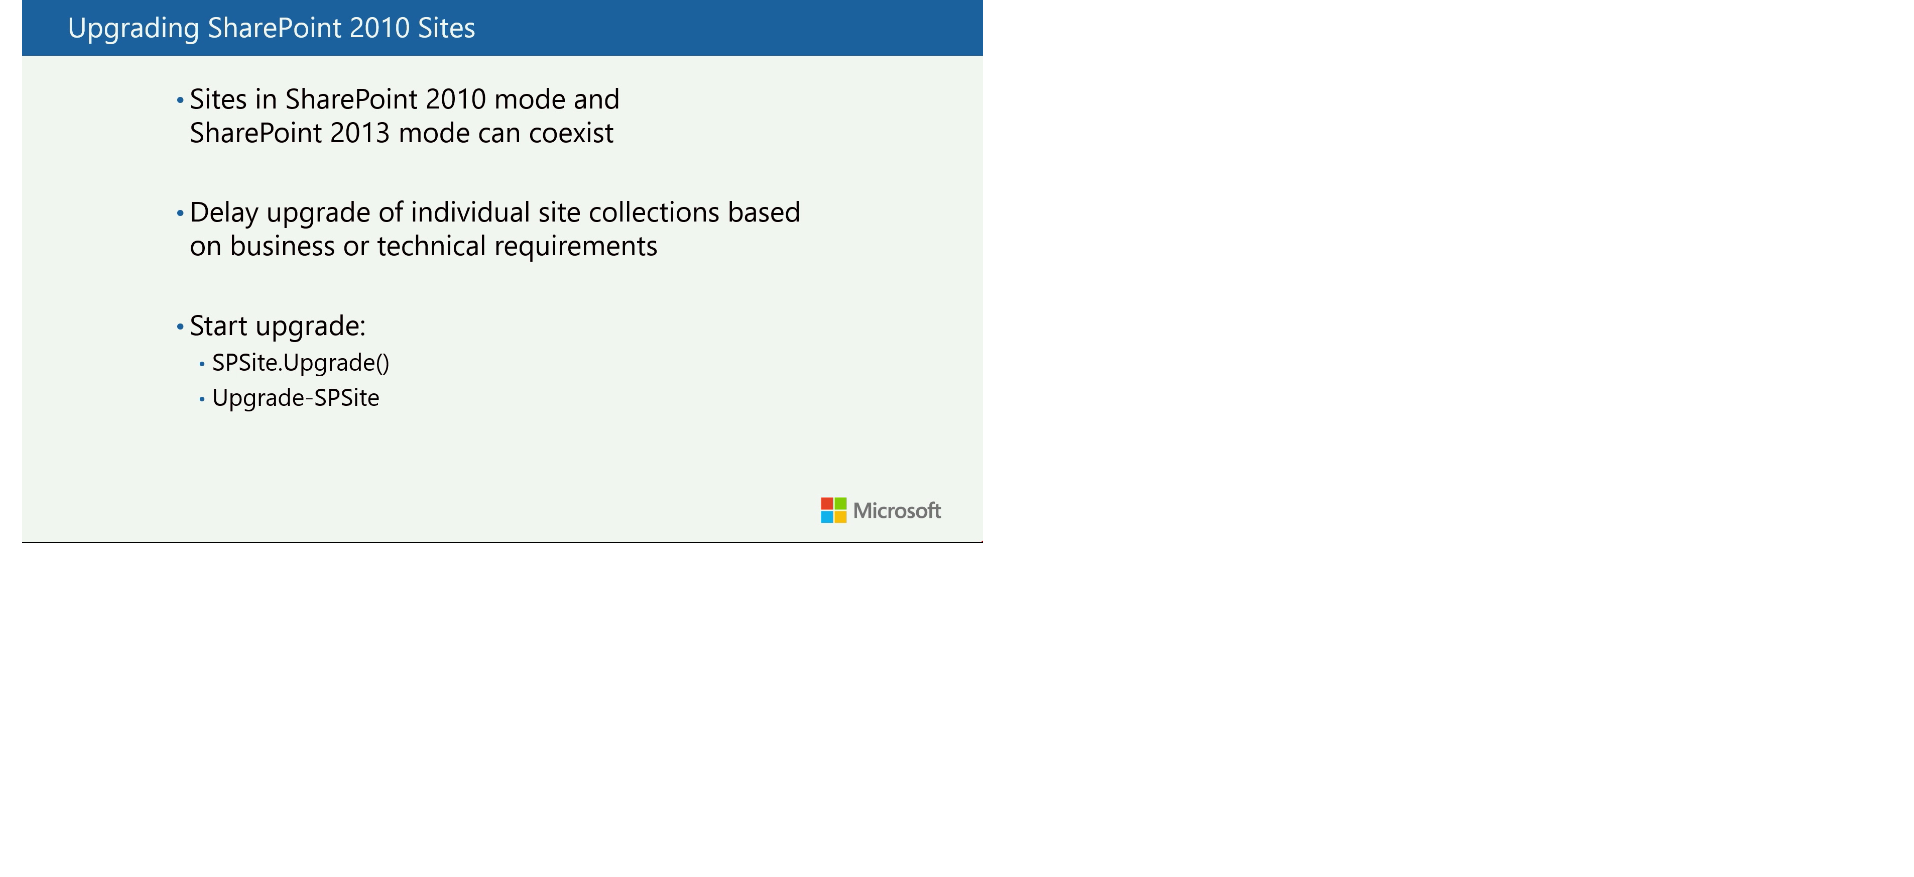 Upgrading SharePoint 2010 Sites
• Sites in SharePoint 2010 mode and
SharePoint 2013 mode can coexist
• Delay upgrade of individual site collections based
on business or technical requirements
• Start upgrade:
• SPSite.Upgrade()
• Upgrade-SPSite
Microsoft